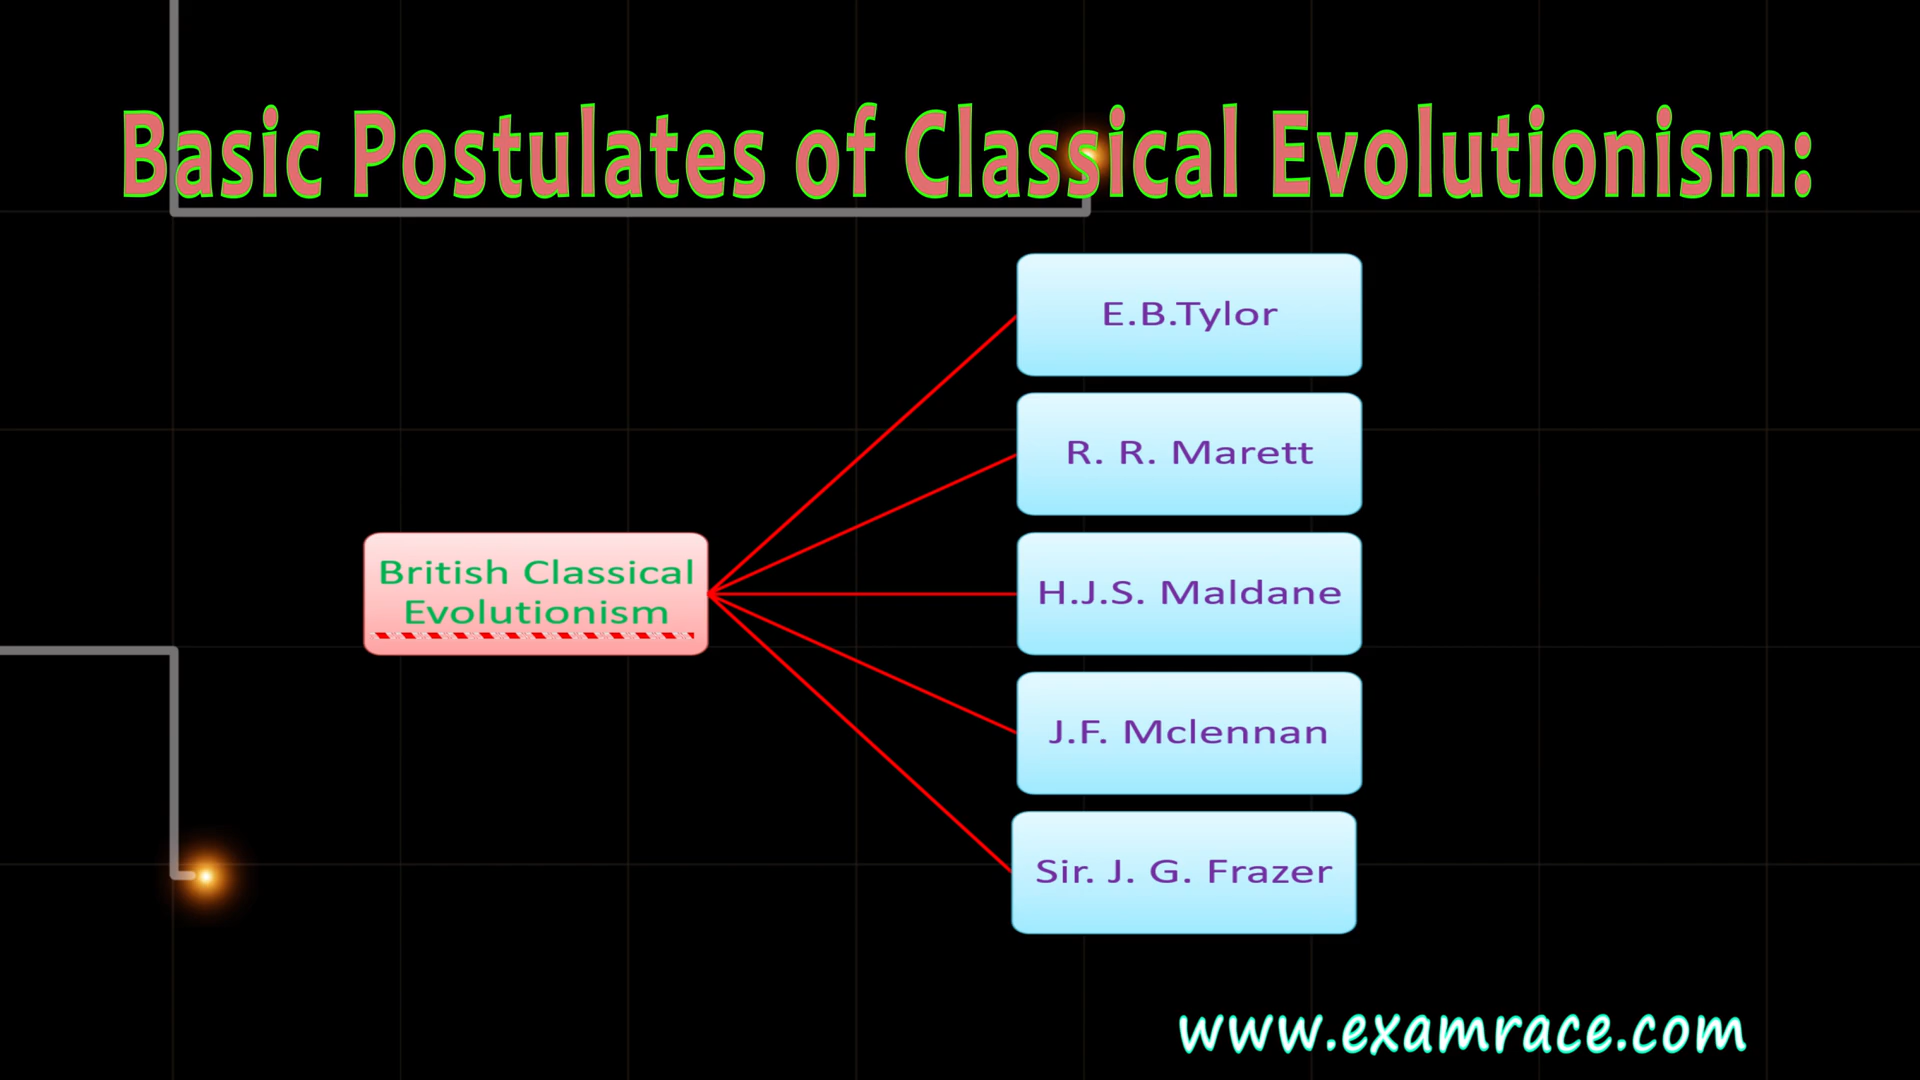 Basic Postulates of Classical Evolutionism:
E.B.Tylor
R. R. Marett
British Classical
Evolutionism
H.J.S. Maldane
J.F. Mclennan
Sir. J. G. Frazer
www.examrace.com